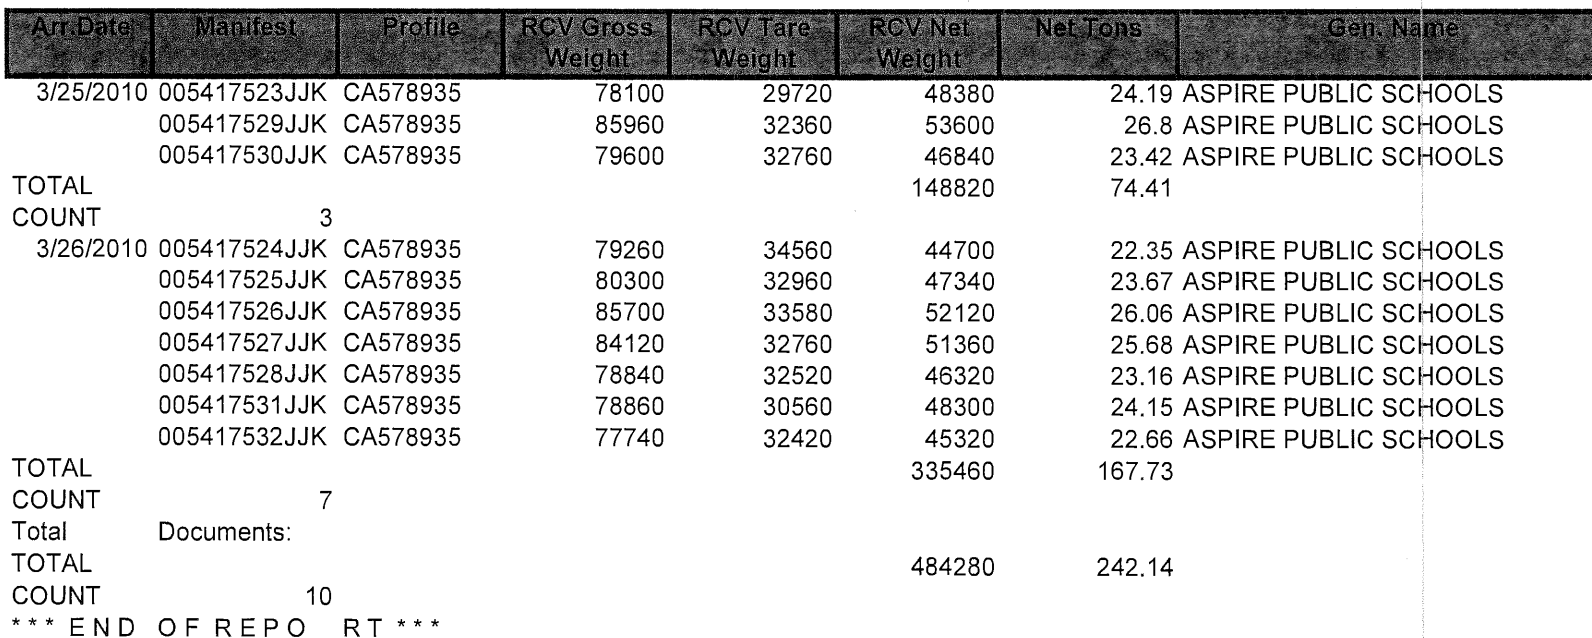 Arr.Date Manifest Profile RCV Gross Weight RCV Tare Weight RCV Net Weight Net Tons Gen. Name
3/25/2010 005417523JJK CA578935 78100 29720 48380 24.19 ASPIRE PUBLIC SCHOOLS
005417529JJK CA578935 85960 32360 53600 26.8 ASPIRE PUBLIC SCHOOLS
005417530JJK CA578935 79600 32760 46840 23.42 ASPIRE PUBLIC SCHOOLS
TOTAL 148820 74.41
COUNT 3
3/26/2010 005417524JJK CA578935 79260 34560 44700 22.35 ASPIRE PUBLIC SCHOOLS
005417525JJK CA578935 80300 32960 47340 23.67 ASPIRE PUBLIC SCHOOLS
005417526JJK CA578935 85700 33580 52120 26.06 ASPIRE PUBLIC SCHOOLS
005417527JJK CA578935 84120 32760 51360 25.68 ASPIRE PUBLIC SCHOOLS
005417528JJK CA578935 78840 32520 46320 23.16 ASPIRE PUBLIC SCHOOLS
005417531JJK CA578935 78860 30560 48300 24.15 ASPIRE PUBLIC SCHOOLS
005417532JJK CA578935 77740 32420 45320 22.66 ASPIRE PUBLIC SCHOOLS
TOTAL 335460 167.73
COUNT 7
Total Documents:
TOTAL 484280 242.14
COUNT 10
* * * E N D O F R E P O R T * * *